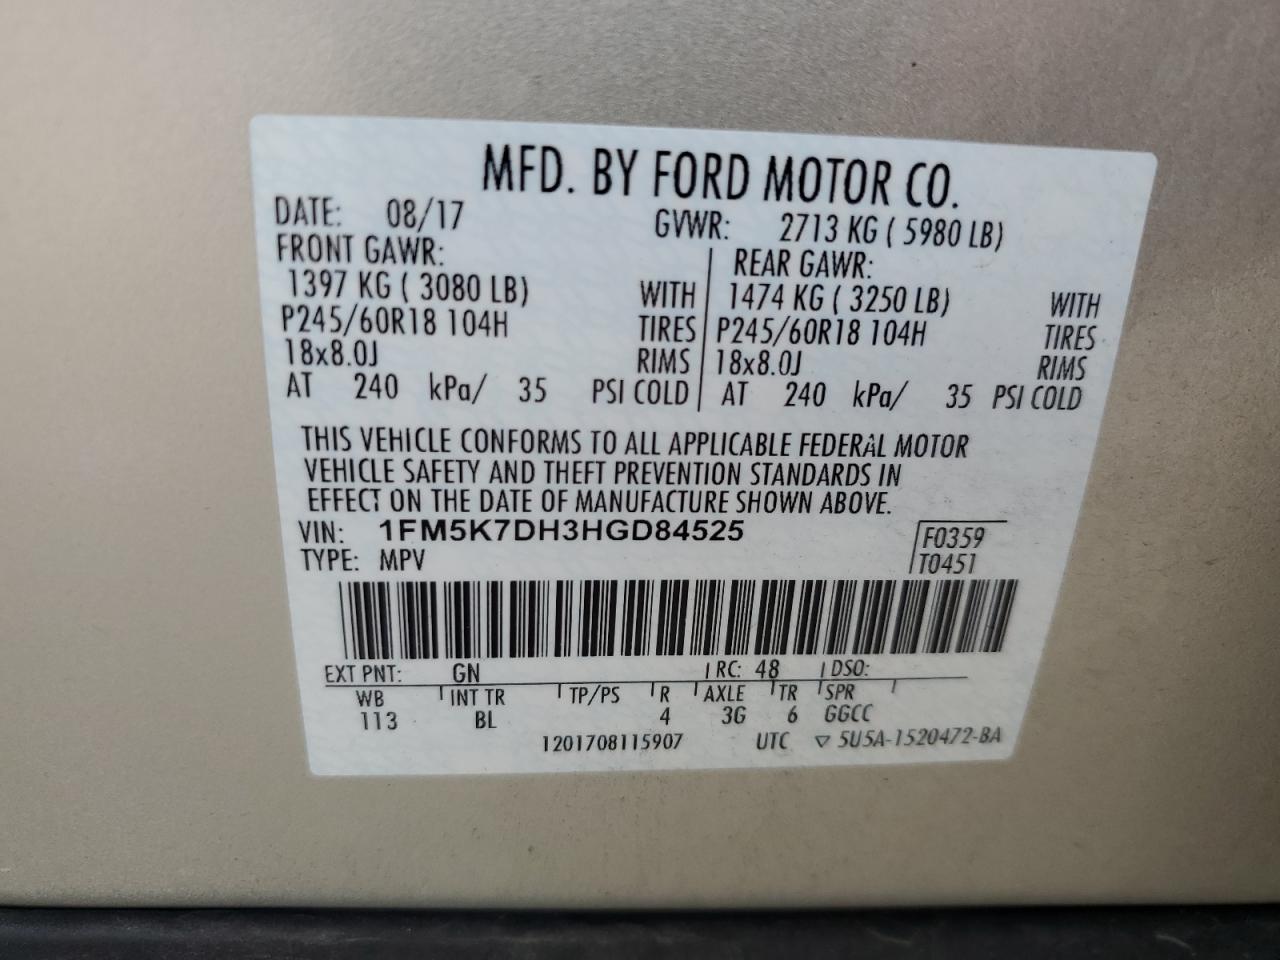 MFD. BY FORD MOTOR CO.
DATE: 08/17 GVWR: 2713 KG ( 5980 LB)
FRONT GAWR: REAR GAWR:
1397 KG ( 3080 LB) WITH 1474 KG ( 3250 LB) WITH
P245/60R18 104H TIRES P245/60R18 104H TIRES
18x8.0J RIMS 18x8.0J RIMS
AT 240 kPa/ 35 PSI COLD AT 240 kPa/ 35 PSI COLD
THIS VEHICLE CONFORMS TO ALL APPLICABLE FEDERAL MOTOR
VEHICLE SAFETY AND THEFT PREVENTION STANDARDS IN
EFFECT ON THE DATE OF MANUFACTURE SHOWN ABOVE.
VIN: 1FM5K7DH3HGD84525 F0359
TYPE: MPV T0451
EXT PNT: GN RC: 48 DSO:
WB INT TR TP/PS R AXLE TR SPR
113 BL 4 3G 6 GGCC
1201708115907 UTC ▽ 5U5A-1520472-BA